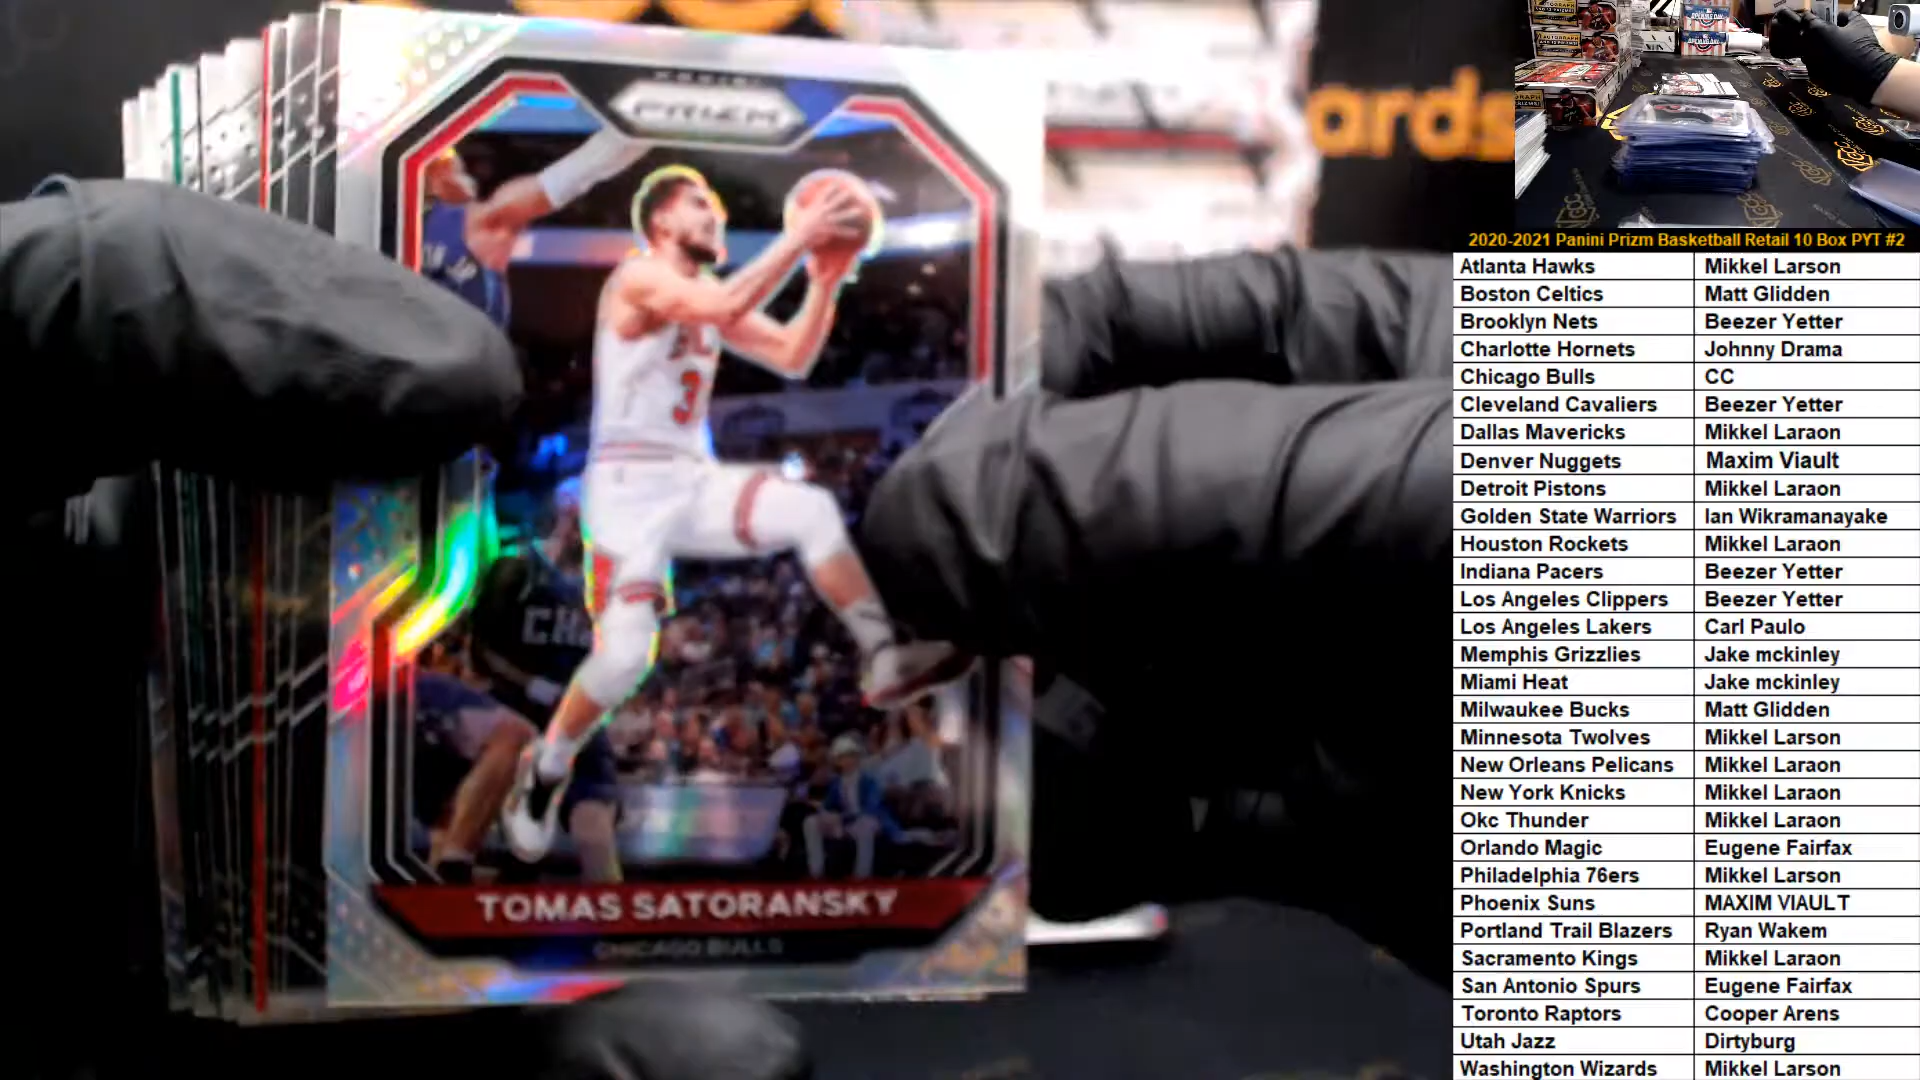 PANINI
PRIZM
ards
3
CH
TOMAS SATORANSKY
CHICAGO BULLS
2020-2021 Panini Prizm Basketball Retail 10 Box PYT #2
Atlanta Hawks Mikkel Larson
Boston Celtics Matt Glidden
Brooklyn Nets Beezer Yetter
Charlotte Hornets Johnny Drama
Chicago Bulls CC
Cleveland Cavaliers Beezer Yetter
Dallas Mavericks Mikkel Laraon
Denver Nuggets Maxim Viault
Detroit Pistons Mikkel Laraon
Golden State Warriors Ian Wikramanayake
Houston Rockets Mikkel Laraon
Indiana Pacers Beezer Yetter
Los Angeles Clippers Beezer Yetter
Los Angeles Lakers Carl Paulo
Memphis Grizzlies Jake mckinley
Miami Heat Jake mckinley
Milwaukee Bucks Matt Glidden
Minnesota Twolves Mikkel Larson
New Orleans Pelicans Mikkel Laraon
New York Knicks Mikkel Laraon
Okc Thunder Mikkel Laraon
Orlando Magic Eugene Fairfax
Philadelphia 76ers Mikkel Larson
Phoenix Suns MAXIM VIAULT
Portland Trail Blazers Ryan Wakem
Sacramento Kings Mikkel Laraon
San Antonio Spurs Eugene Fairfax
Toronto Raptors Cooper Arens
Utah Jazz Dirtyburg
Washington Wizards Mikkel Larson